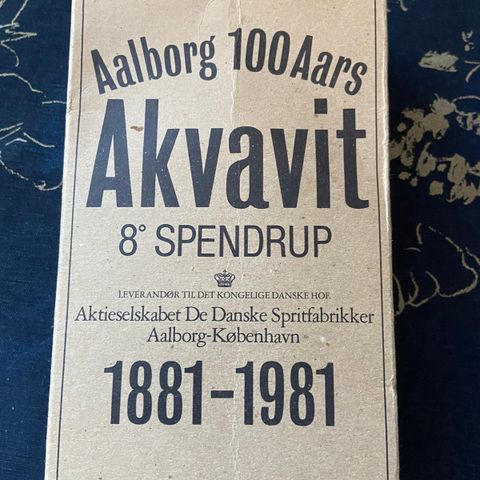 Aalborg 100 Aars
Akvavit
8° SPENDRUP
LEVERANDØR TIL DET KONGELIGE DANSKE HOF.
Aktieselskabet De Danske Spritfabrikker
Aalborg-København
1881-1981